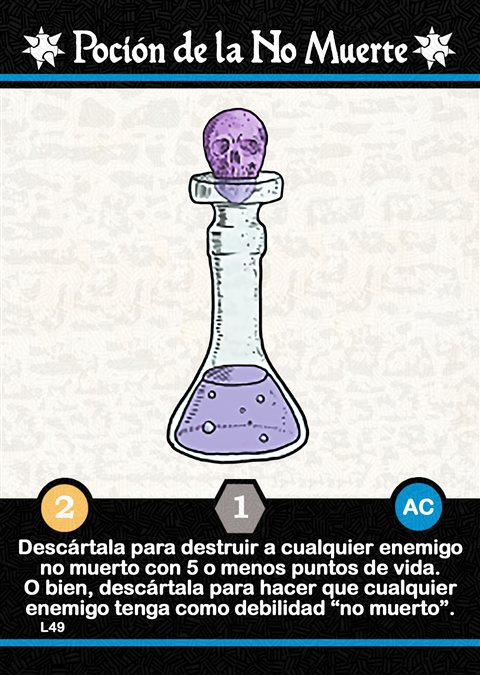 Poción de la No Muerte
2
1
AC
Descártala para destruir a cualquier enemigo
no muerto con 5 o menos puntos de vida.
O bien, descártala para hacer que cualquier
enemigo tenga como debilidad “no muerto”.
L49